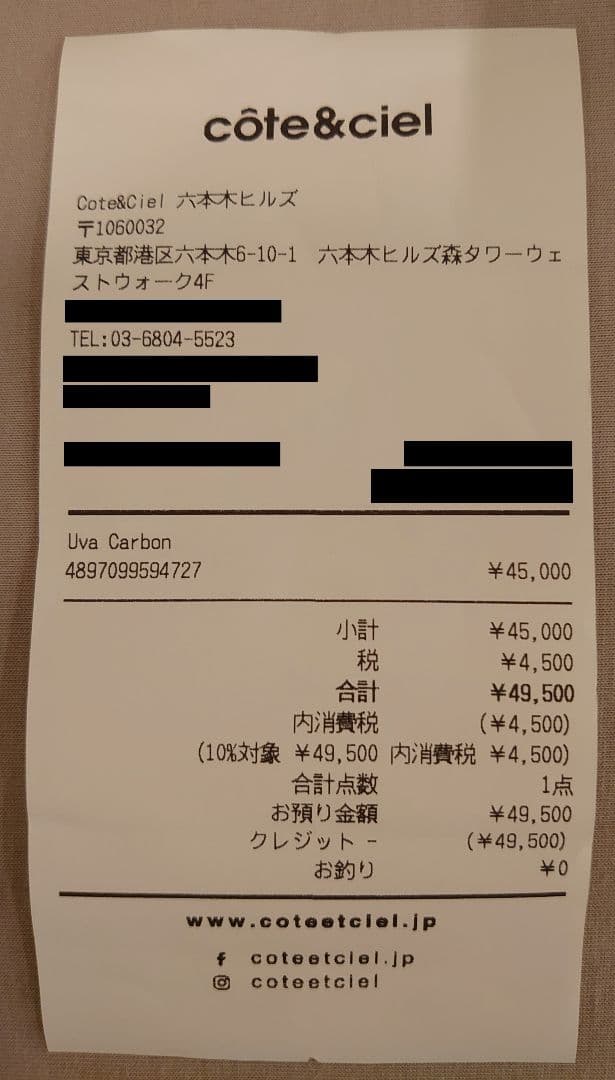 côte&ciel
Cote&Ciel 六本木ヒルズ
〒1060032
東京都港区六本木6-10-1 六本木ヒルズ森タワーウェ
ストウォーク4F
TEL:03-6804-5523
Uva Carbon
4897099594727 ¥45,000
小計 ¥45,000
税 ¥4,500
合計 ¥49,500
内消費税 (¥4,500)
(10%対象 ¥49,500 内消費税 ¥4,500)
合計点数 1点
お預り金額 ¥49,500
クレジット - (¥49,500)
お釣り ¥0
www.coteetciel.jp
coteetciel.jp
coteetciel